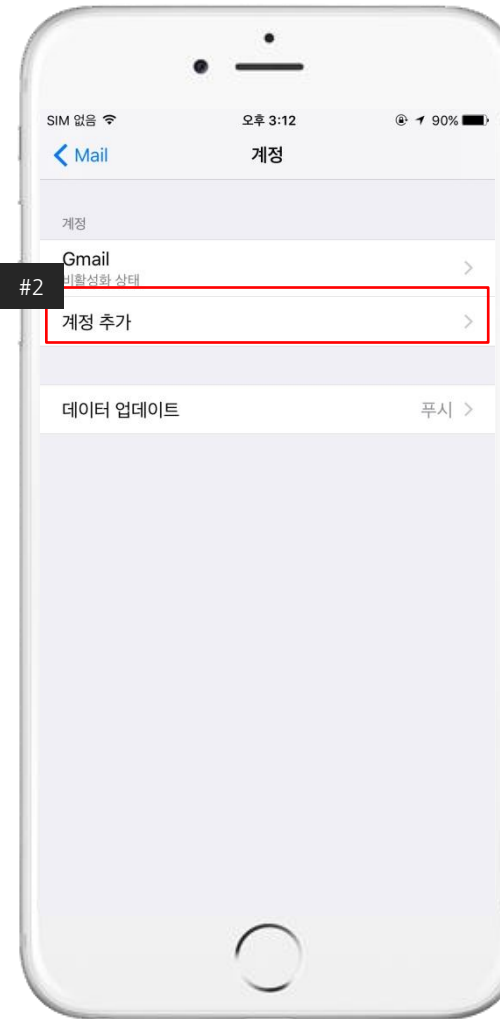 SIM 없음 오후 3:12 90%
Mail 계정
계정
Gmail
비활성화 상태
#2
계정 추가
데이터 업데이트 푸시